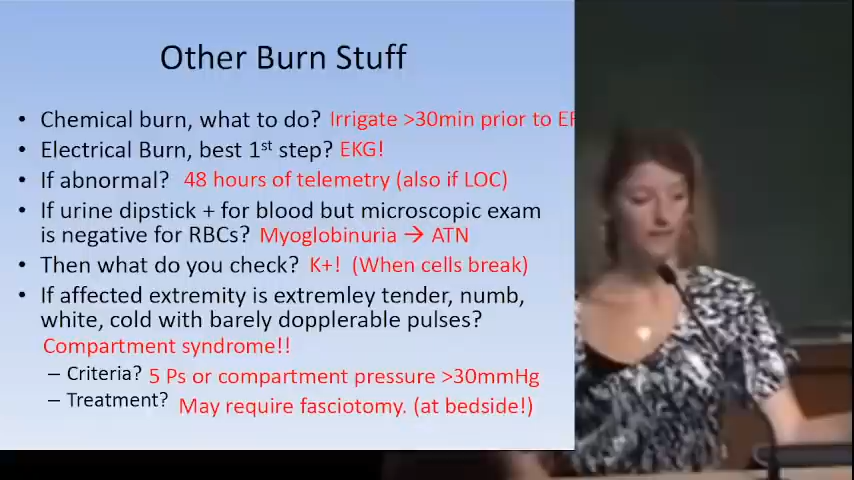 Other Burn Stuff
• Chemical burn, what to do? Irrigate >30min prior to
• Electrical Burn, best 1st step? EKG!
• If abnormal? 48 hours of telemetry (also if LOC)
• If urine dipstick + for blood but microscopic exam
is negative for RBCs? Myoglobinuria → ATN
• Then what do you check? K+! (When cells break)
• If affected extremity is extremley tender, numb,
white, cold with barely dopplerable pulses?
Compartment syndrome!!
– Criteria? 5 Ps or compartment pressure >30mmHg
– Treatment? May require fasciotomy. (at bedside!)